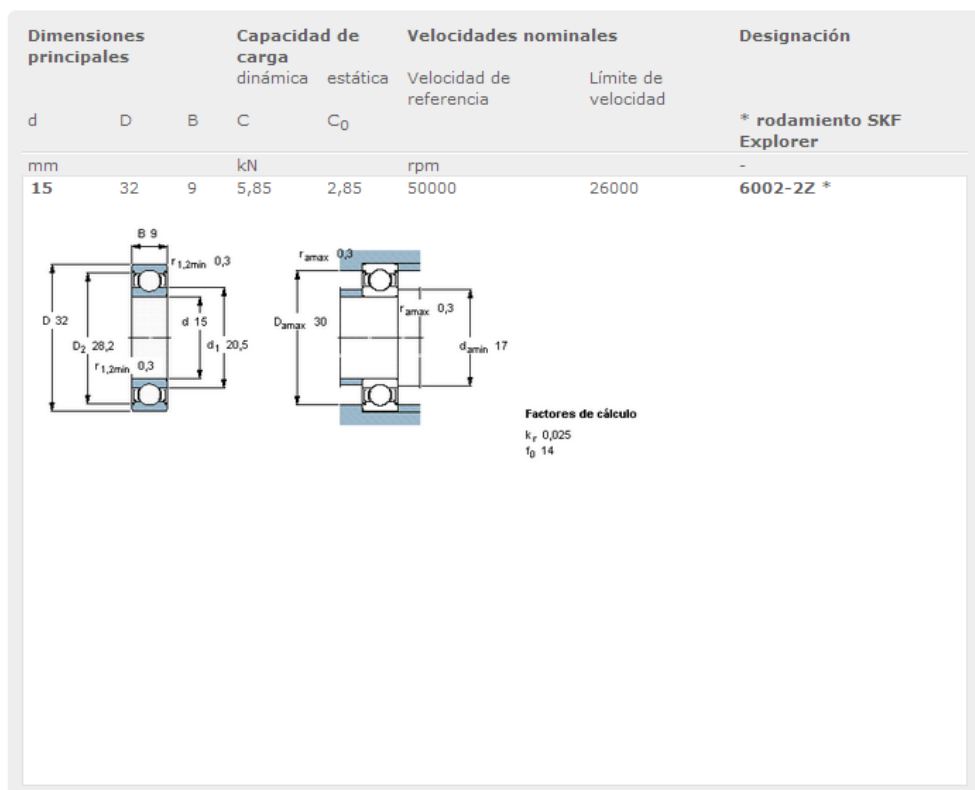 Dimensiones principales
Capacidad de carga
Velocidades nominales
Designación
dinámica estática Velocidad de referencia Límite de velocidad
d D B C C0 * rodamiento SKF Explorer
mm kN rpm -
15 32 9 5,85 2,85 50000 26000 6002-2Z *
B 9
r1,2min 0,3
D 32
D2 28,2
d 15
d1 20,5
r1,2min 0,3
ramax 0,3
Damax 30
ramax 0,3
damin 17
Factores de cálculo
kr 0,025
f0 14